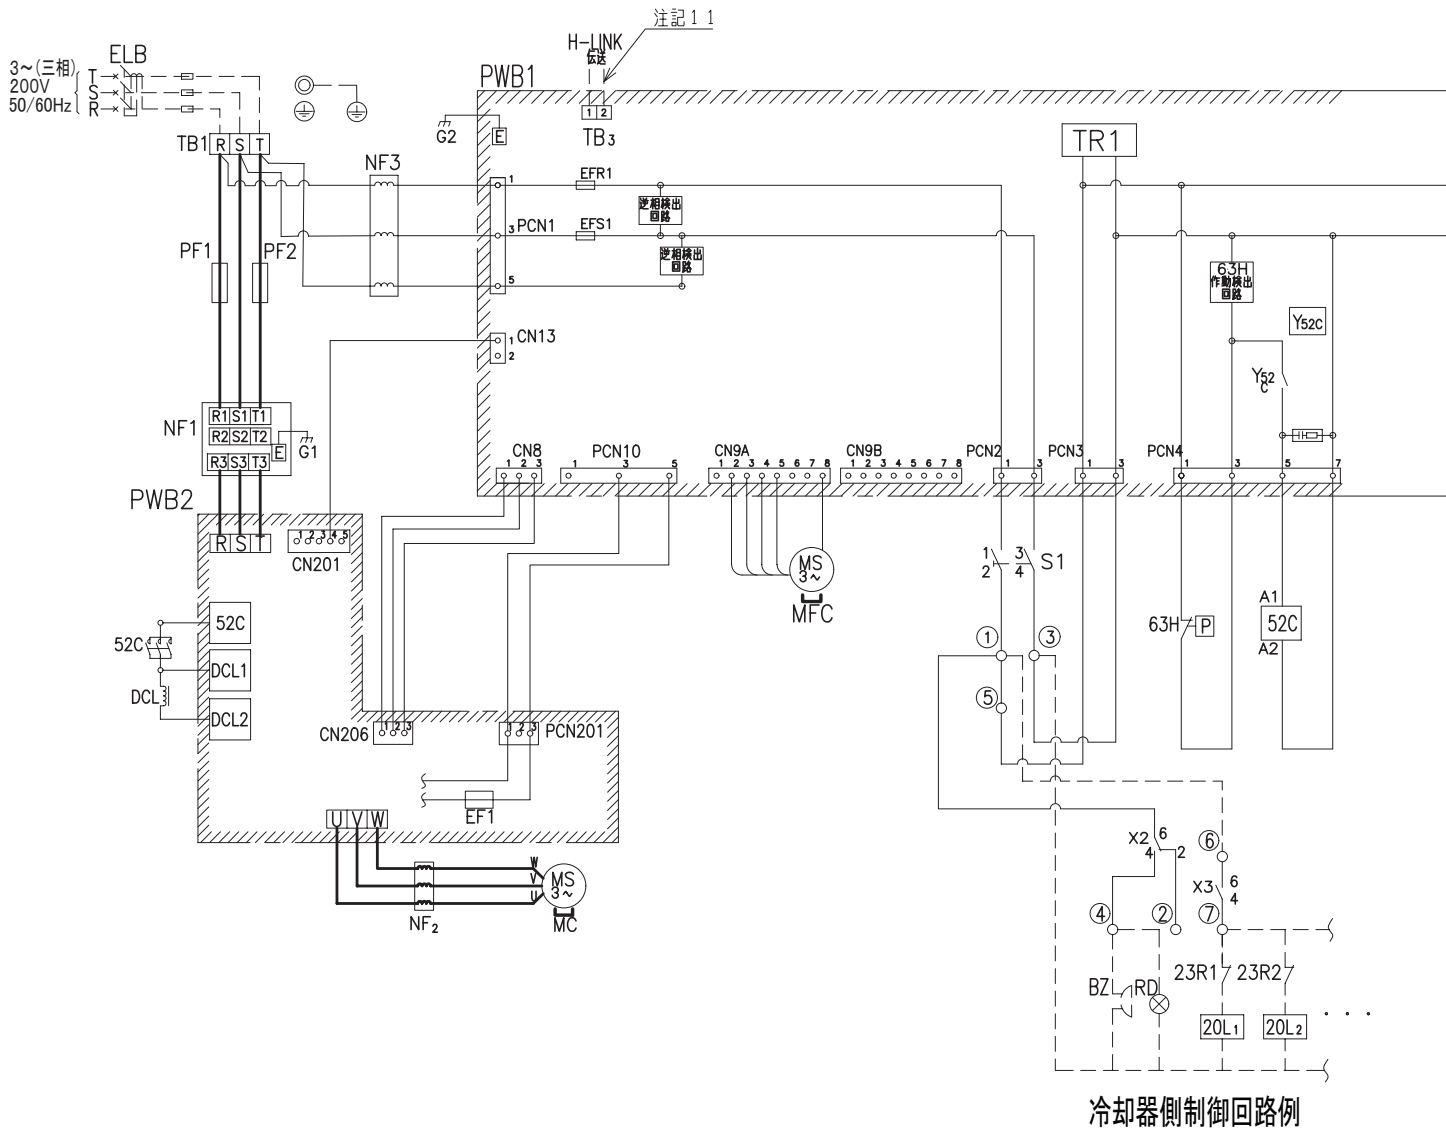 注記11
H-LINK
伝送
3~(三相)
200V
50/60Hz
ELB
T
S
R
PWB1
G2
E
1 2
TB3
TR1
TB1 R S T
NF3
1
3
5
PCN1
EFR1
EFS1
逆相検出
回路
逆相検出
回路
63H
作動検出
回路
Y52C
Y52
C
PF1
PF2
1
2
CN13
NF1
R1 S1 T1
R2 S2 T2
R3 S3 T3
E
G1
CN8
1 2 3
PCN10
1 3 5
CN9A
1 2 3 4 5 6 7 8
CN9B
1 2 3 4 5 6 7 8
PCN2
1 3
PCN3
1 3
PCN4
1 3 5 7
PWB2
R S T
1 2 3 4 5
CN201
MS
3~
MFC
1
2
3
4
S1
52C
52C
DCL1
DCL
DCL2
63H P
A1
52C
A2
① ③
⑤
CN206
1 2 3
1 2 3
PCN201
EF1
U V W
W
V
U
MS
3~
NF2
MC
X2 6
4 2
⑥
X3 6
4
④ ② ⑦
BZ RD
23R1 23R2
20L1 20L2
・・・
冷却器側制御回路例